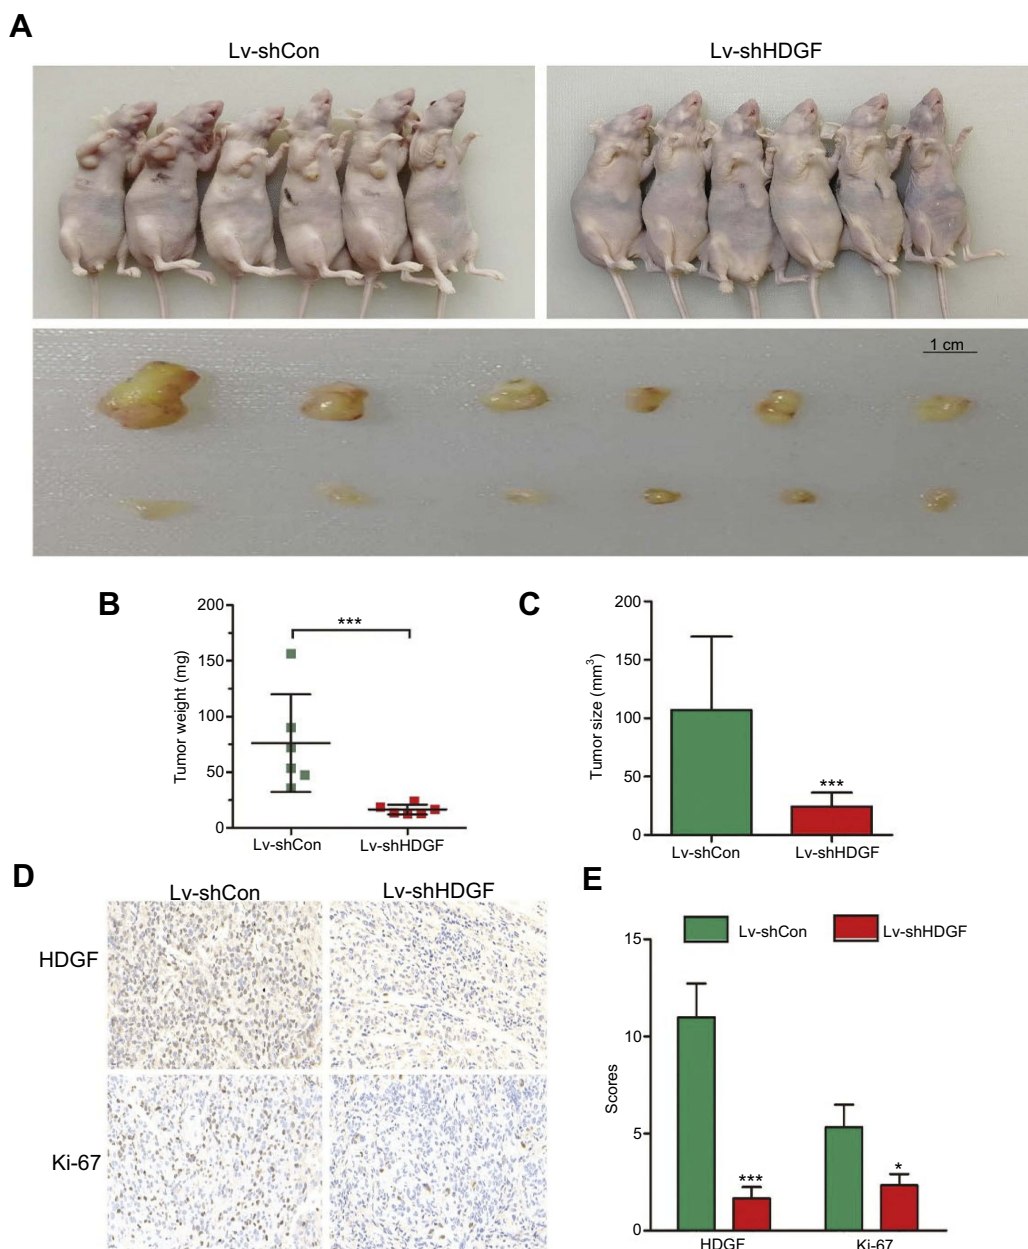 A
Lv-shCon
Lv-shHDGF
1 cm
B
200
150
100
50
0
Tumor weight (mg)
***
Lv-shCon
Lv-shHDGF
C
200
150
100
50
0
Tumor size (mm³)
***
Lv-shCon
Lv-shHDGF
D
Lv-shCon
Lv-shHDGF
HDGF
Ki-67
E
Lv-shCon
Lv-shHDGF
15
10
5
0
Scores
***
*
HDGF
Ki-67